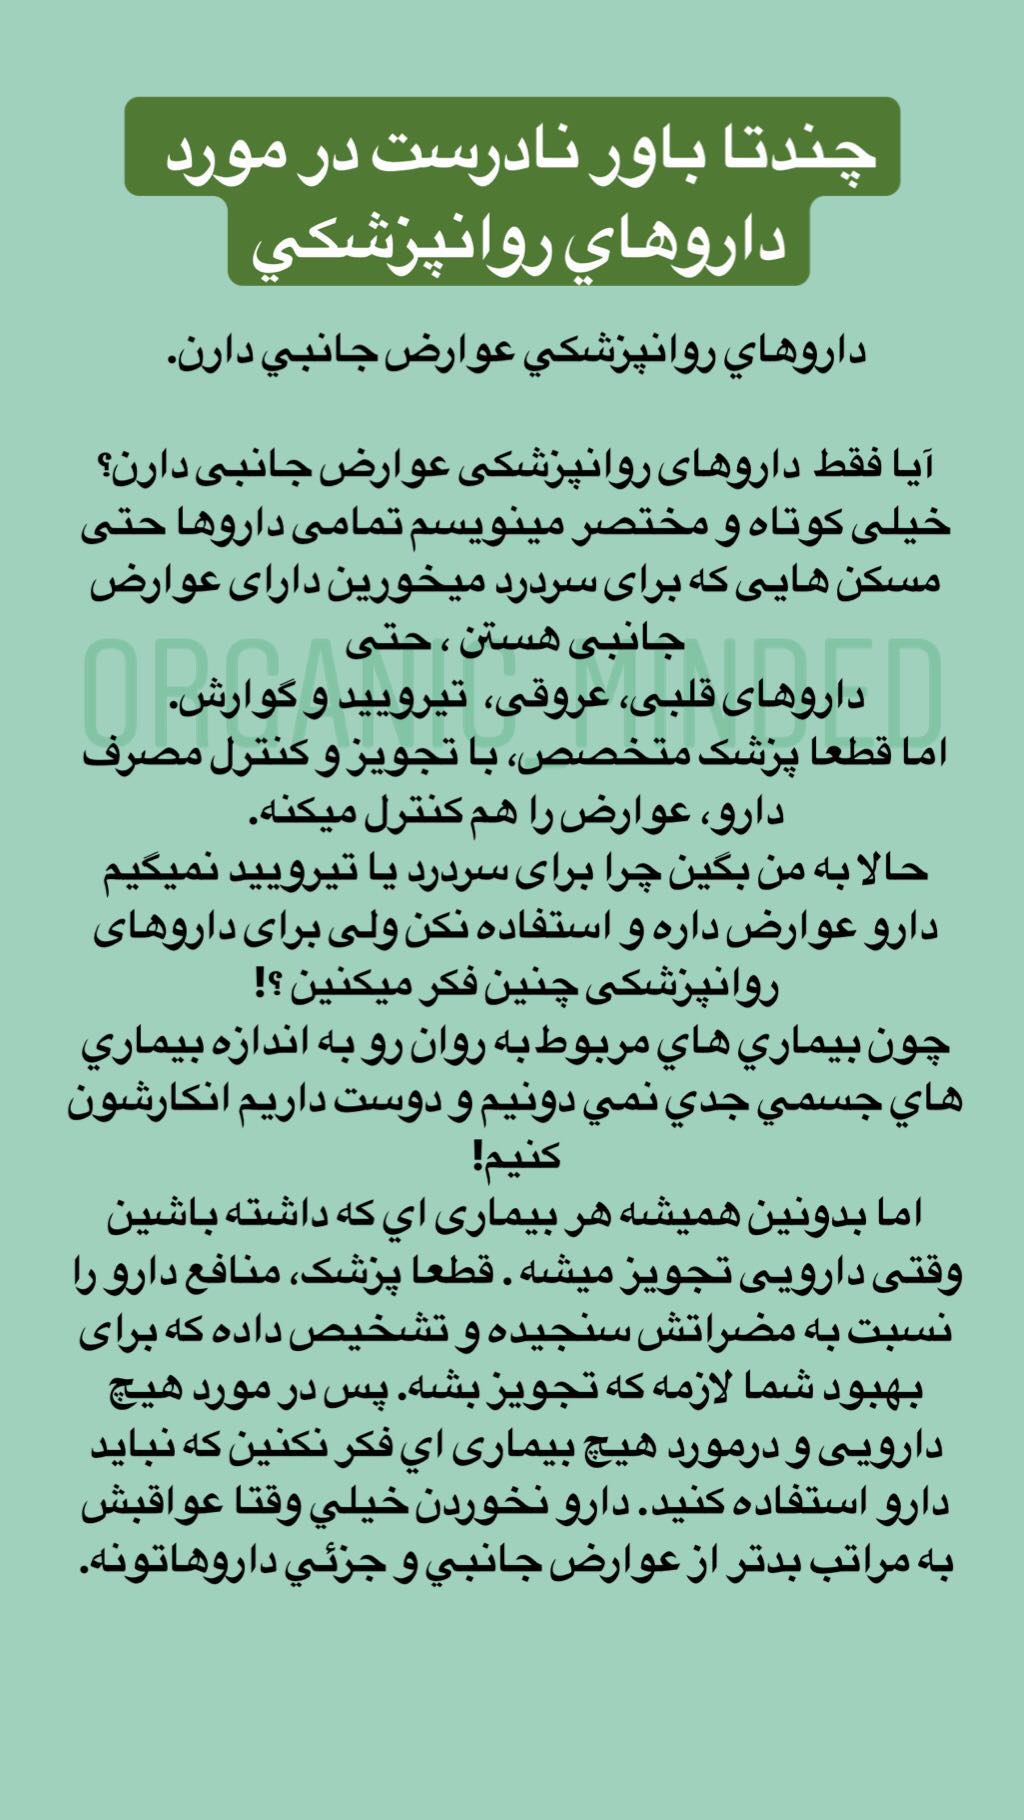 چندتا باور نادرست در مورد
داروهاي روانپزشكي
داروهاي روانپزشكي عوارض جانبي دارن.
آیا فقط داروهای روانپزشکی عوارض جانبی دارن؟
خیلی کوتاه و مختصر مینویسم تمامی داروها حتی
مسکن هایی که برای سردرد میخورین دارای عوارض
جانبی هستن ، حتی
ORGANIC_MINDED
داروهای قلبی، عروقی، تیرویید و گوارش.
اما قطعا پزشک متخصص، با تجویز و کنترل مصرف
دارو، عوارض را هم کنترل میکنه.
حالا به من بگین چرا برای سردرد یا تیرویید نمیگیم
دارو عوارض داره و استفاده نکن ولی برای داروهای
روانپزشکی چنین فکر میکنین ؟!
چون بيماري هاي مربوط به روان رو به اندازه بيماري
هاي جسمي جدي نمي دونيم و دوست داريم انكارشون
كنيم!
اما بدونین همیشه هر بیماری اي که داشته باشین
وقتی دارویی تجویز میشه . قطعا پزشک، منافع دارو را
نسبت به مضراتش سنجیده و تشخیص داده که برای
بهبود شما لازمه که تجویز بشه. پس در مورد هیچ
دارویی و درمورد هیچ بیماری اي فکر نکنین که نباید
دارو استفاده کنید. دارو نخوردن خيلي وقتا عواقبش
به مراتب بدتر از عوارض جانبي و جزئي داروهاتونه.